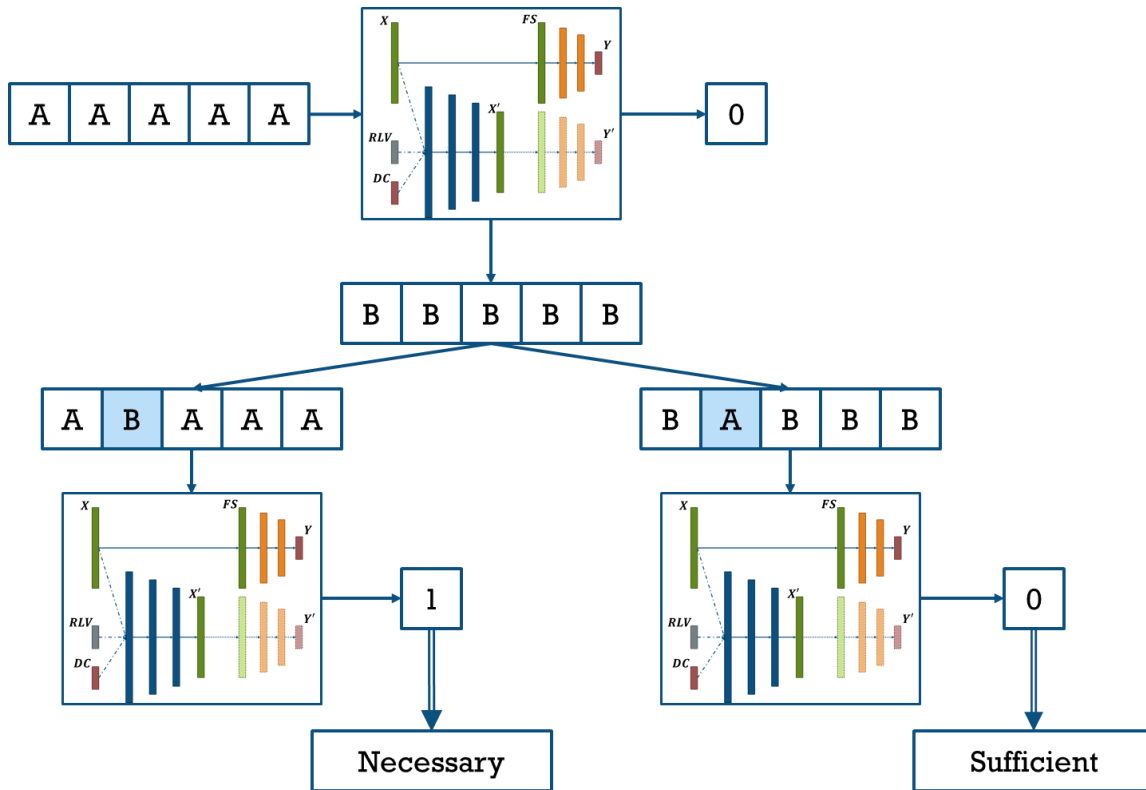 X FS Y
A A A A A 0
RLV X′ Y′
DC
B B B B B
A B A A A
B A B B B
X FS Y
1
RLV X′ Y′
DC
Necessary
X FS Y
0
RLV X′ Y′
DC
Sufficient